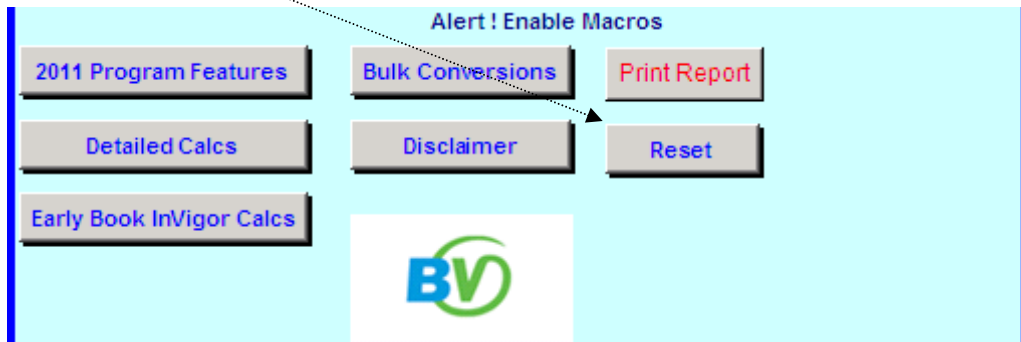 Alert ! Enable Macros
2011 Program Features
Bulk Conversions
Print Report
Detailed Calcs
Disclaimer
Reset
Early Book InVigor Calcs
BV